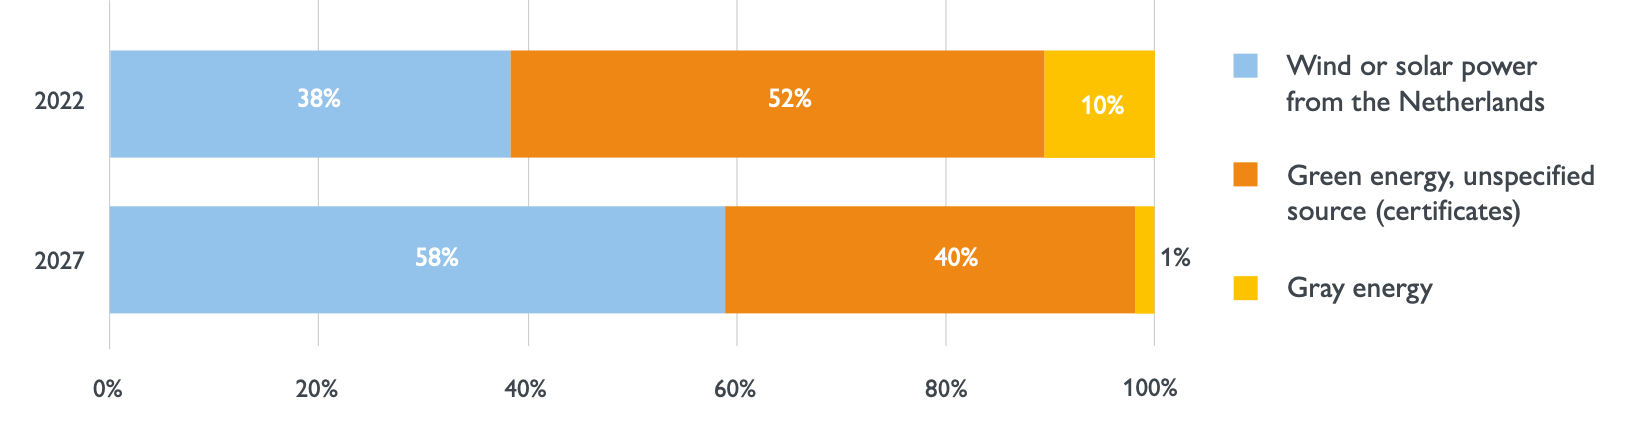 2022
38%
52%
10%
2027
58%
40%
1%
0%
20%
40%
60%
80%
100%
Wind or solar power
from the Netherlands
Green energy, unspecified
source (certificates)
Gray energy